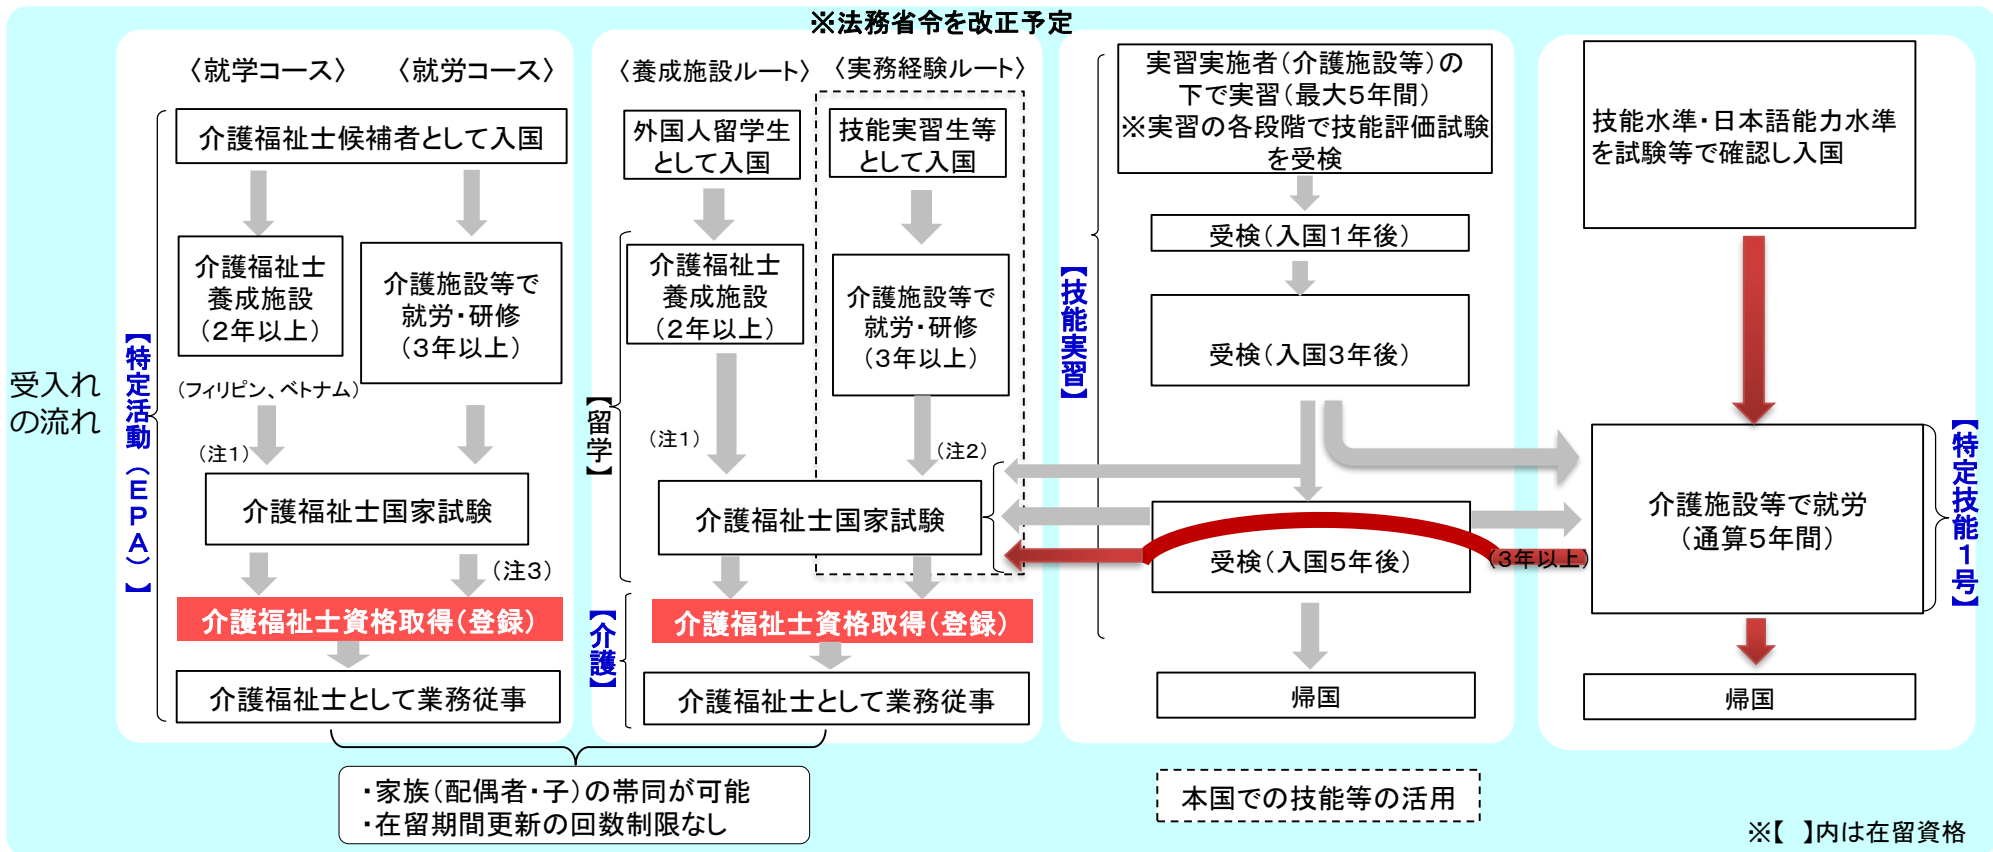 ※法務省令を改正予定
受入れ
の流れ
〈就学コース〉
〈就労コース〉
介護福祉士候補者として入国
介護福祉士
養成施設
（２年以上）
介護施設等で
就労・研修
（３年以上）
（フィリピン、ベトナム）
（注１）
【特定活動（ＥＰＡ）】
介護福祉士国家試験
（注３）
介護福祉士資格取得（登録）
介護福祉士として業務従事
〈養成施設ルート〉
〈実務経験ルート〉
外国人留学生
として入国
技能実習生等
として入国
介護福祉士
養成施設
（２年以上）
介護施設等で
就労・研修
（３年以上）
【留学】
（注１）
（注２）
介護福祉士国家試験
介護福祉士資格取得（登録）
【介護】
介護福祉士として業務従事
・家族（配偶者・子）の帯同が可能
・在留期間更新の回数制限なし
実習実施者（介護施設等）の
下で実習（最大５年間）
※実習の各段階で技能評価試験
を受検
受検（入国１年後）
【技能実習】
受検（入国３年後）
受検（入国５年後）
帰国
本国での技能等の活用
技能水準・日本語能力水準
を試験等で確認し入国
介護施設等で就労
（通算５年間）
（３年以上）
【特定技能１号】
帰国
※【　】内は在留資格